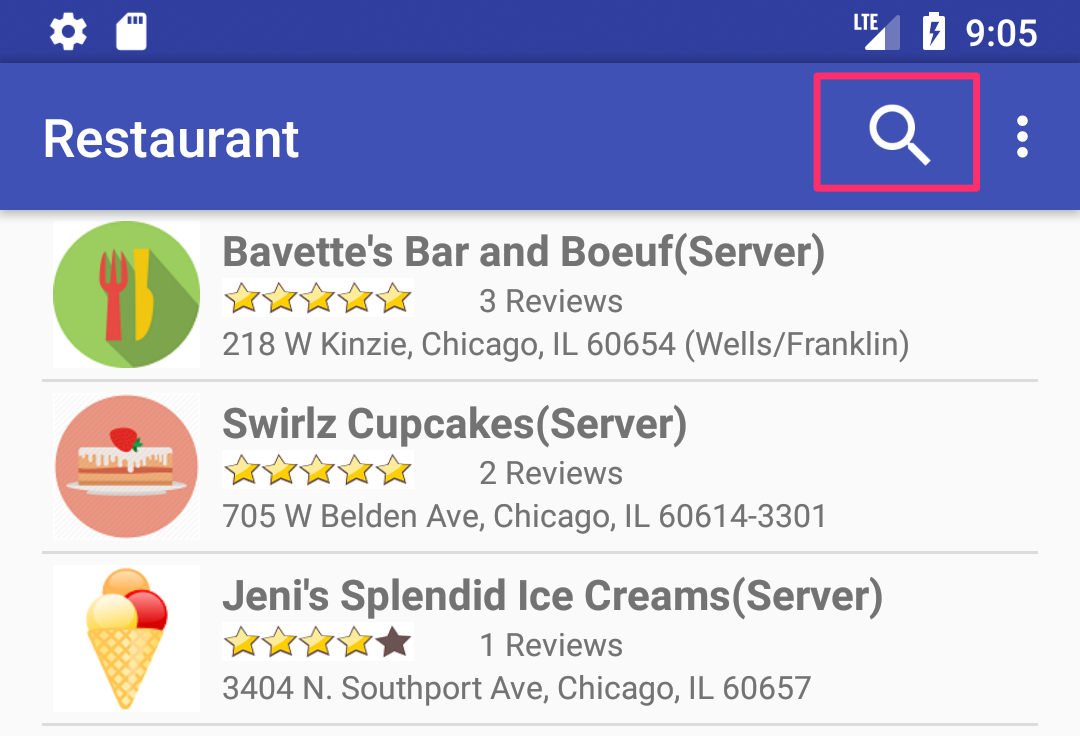 LTE 9:05
Restaurant
Bavette's Bar and Boeuf(Server)
3 Reviews
218 W Kinzie, Chicago, IL 60654 (Wells/Franklin)
Swirlz Cupcakes(Server)
2 Reviews
705 W Belden Ave, Chicago, IL 60614-3301
Jeni's Splendid Ice Creams(Server)
1 Reviews
3404 N. Southport Ave, Chicago, IL 60657